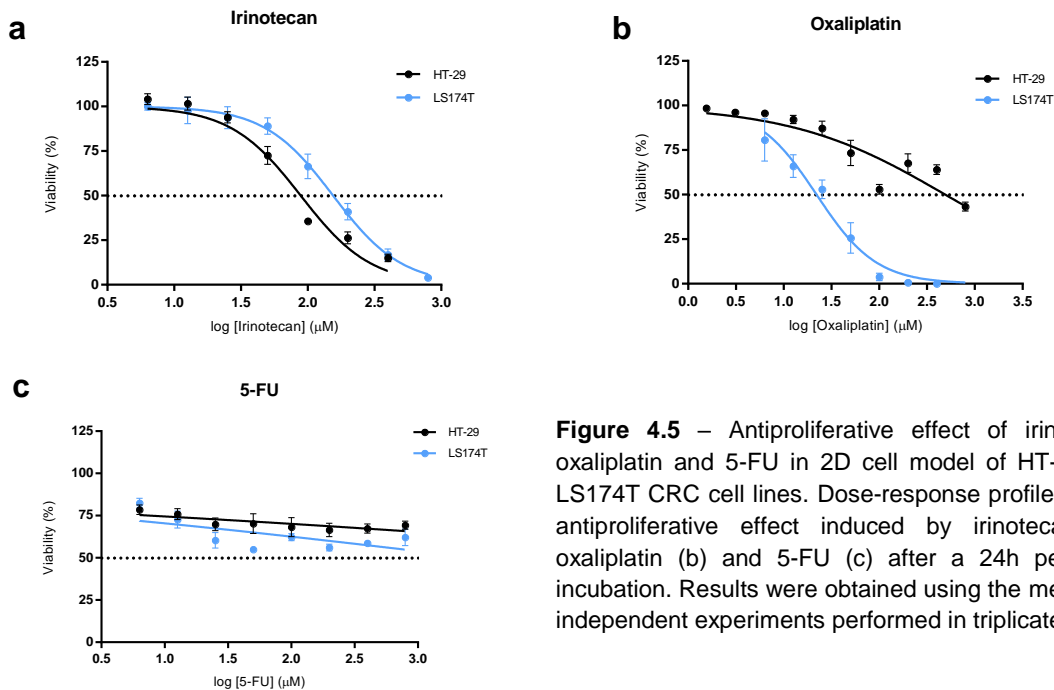 a
Irinotecan
125
100
75
50
25
0
Viability (%)
0.5 1.0 1.5 2.0 2.5 3.0
log [Irinotecan] (μM)
HT-29
LS174T
b
Oxaliplatin
125
100
75
50
25
0
Viability (%)
0.0 0.5 1.0 1.5 2.0 2.5 3.0 3.5
log [Oxaliplatin] (μM)
HT-29
LS174T
c
5-FU
125
100
75
50
25
0
Viability (%)
0.5 1.0 1.5 2.0 2.5 3.0
log [5-FU] (μM)
HT-29
LS174T
Figure 4.5 – Antiproliferative effect of irin
oxaliplatin and 5-FU in 2D cell model of HT-
LS174T CRC cell lines. Dose-response profile
antiproliferative effect induced by irinoteca
oxaliplatin (b) and 5-FU (c) after a 24h pe
incubation. Results were obtained using the me
independent experiments performed in triplicate